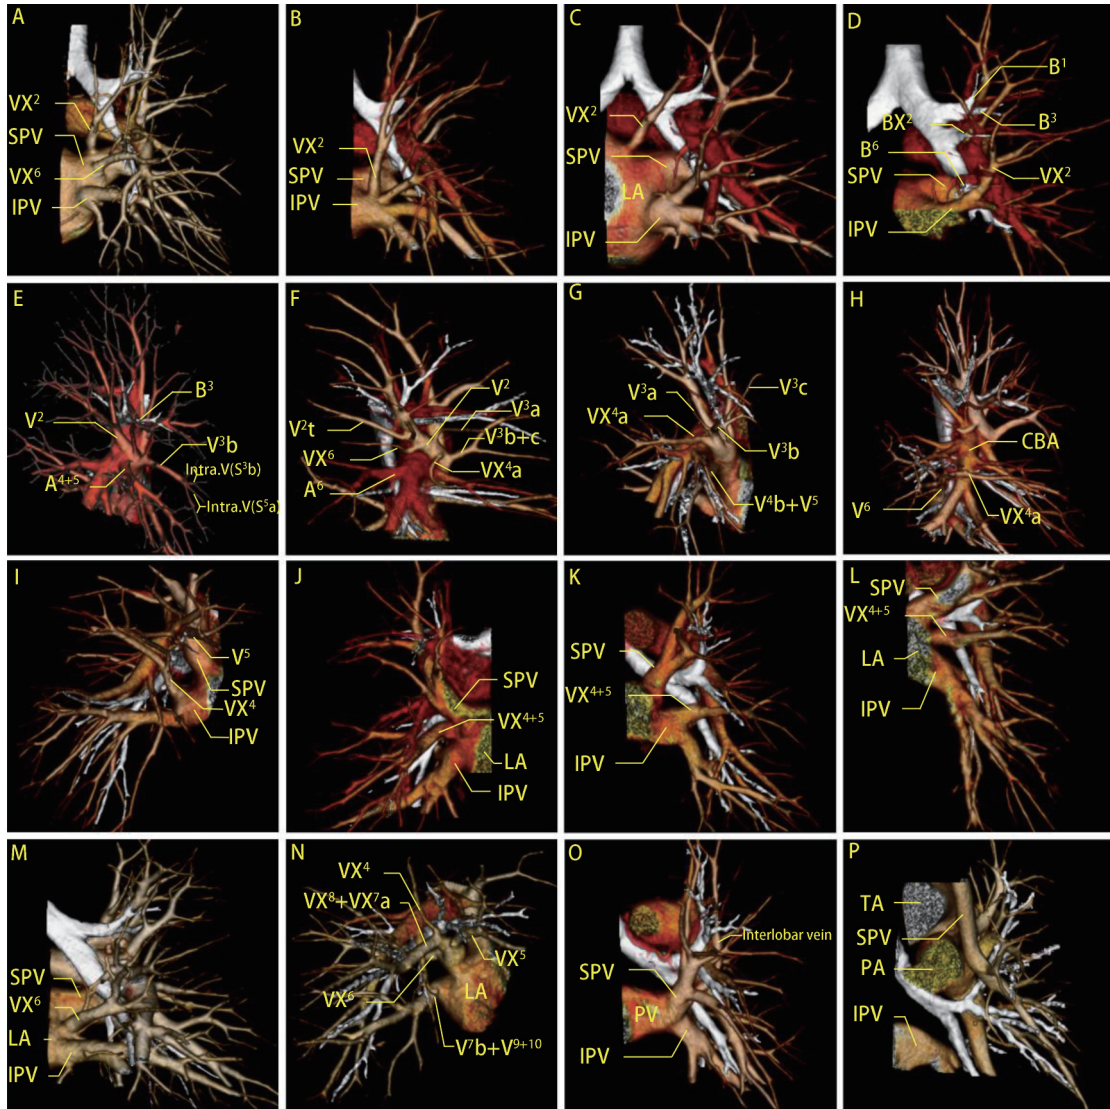 A
VX²
SPV
VX⁶
IPV
B
VX²
SPV
IPV
C
VX²
SPV
LA
IPV
D
B¹
BX²
B³
B⁶
SPV
VX²
IPV
E
B³
V²
V³b
A⁴⁺⁵
Intra.V(S³b)
Intra.V(S⁵a)
F
V²
V³a
V²t
V³b+c
VX⁶
VX⁴a
A⁶
G
V³c
V³a
VX⁴a
V³b
V⁴b+V⁵
H
CBA
V⁶
VX⁴a
I
V⁵
SPV
VX⁴
IPV
J
SPV
VX⁴⁺⁵
LA
IPV
K
SPV
VX⁴⁺⁵
IPV
L
SPV
VX⁴⁺⁵
LA
IPV
M
SPV
VX⁶
LA
IPV
N
VX⁴
VX⁸+VX⁷a
VX⁵
VX⁶
LA
V⁷b+V⁹⁺¹⁰
O
Interlobar vein
SPV
PV
IPV
P
TA
SPV
PA
IPV